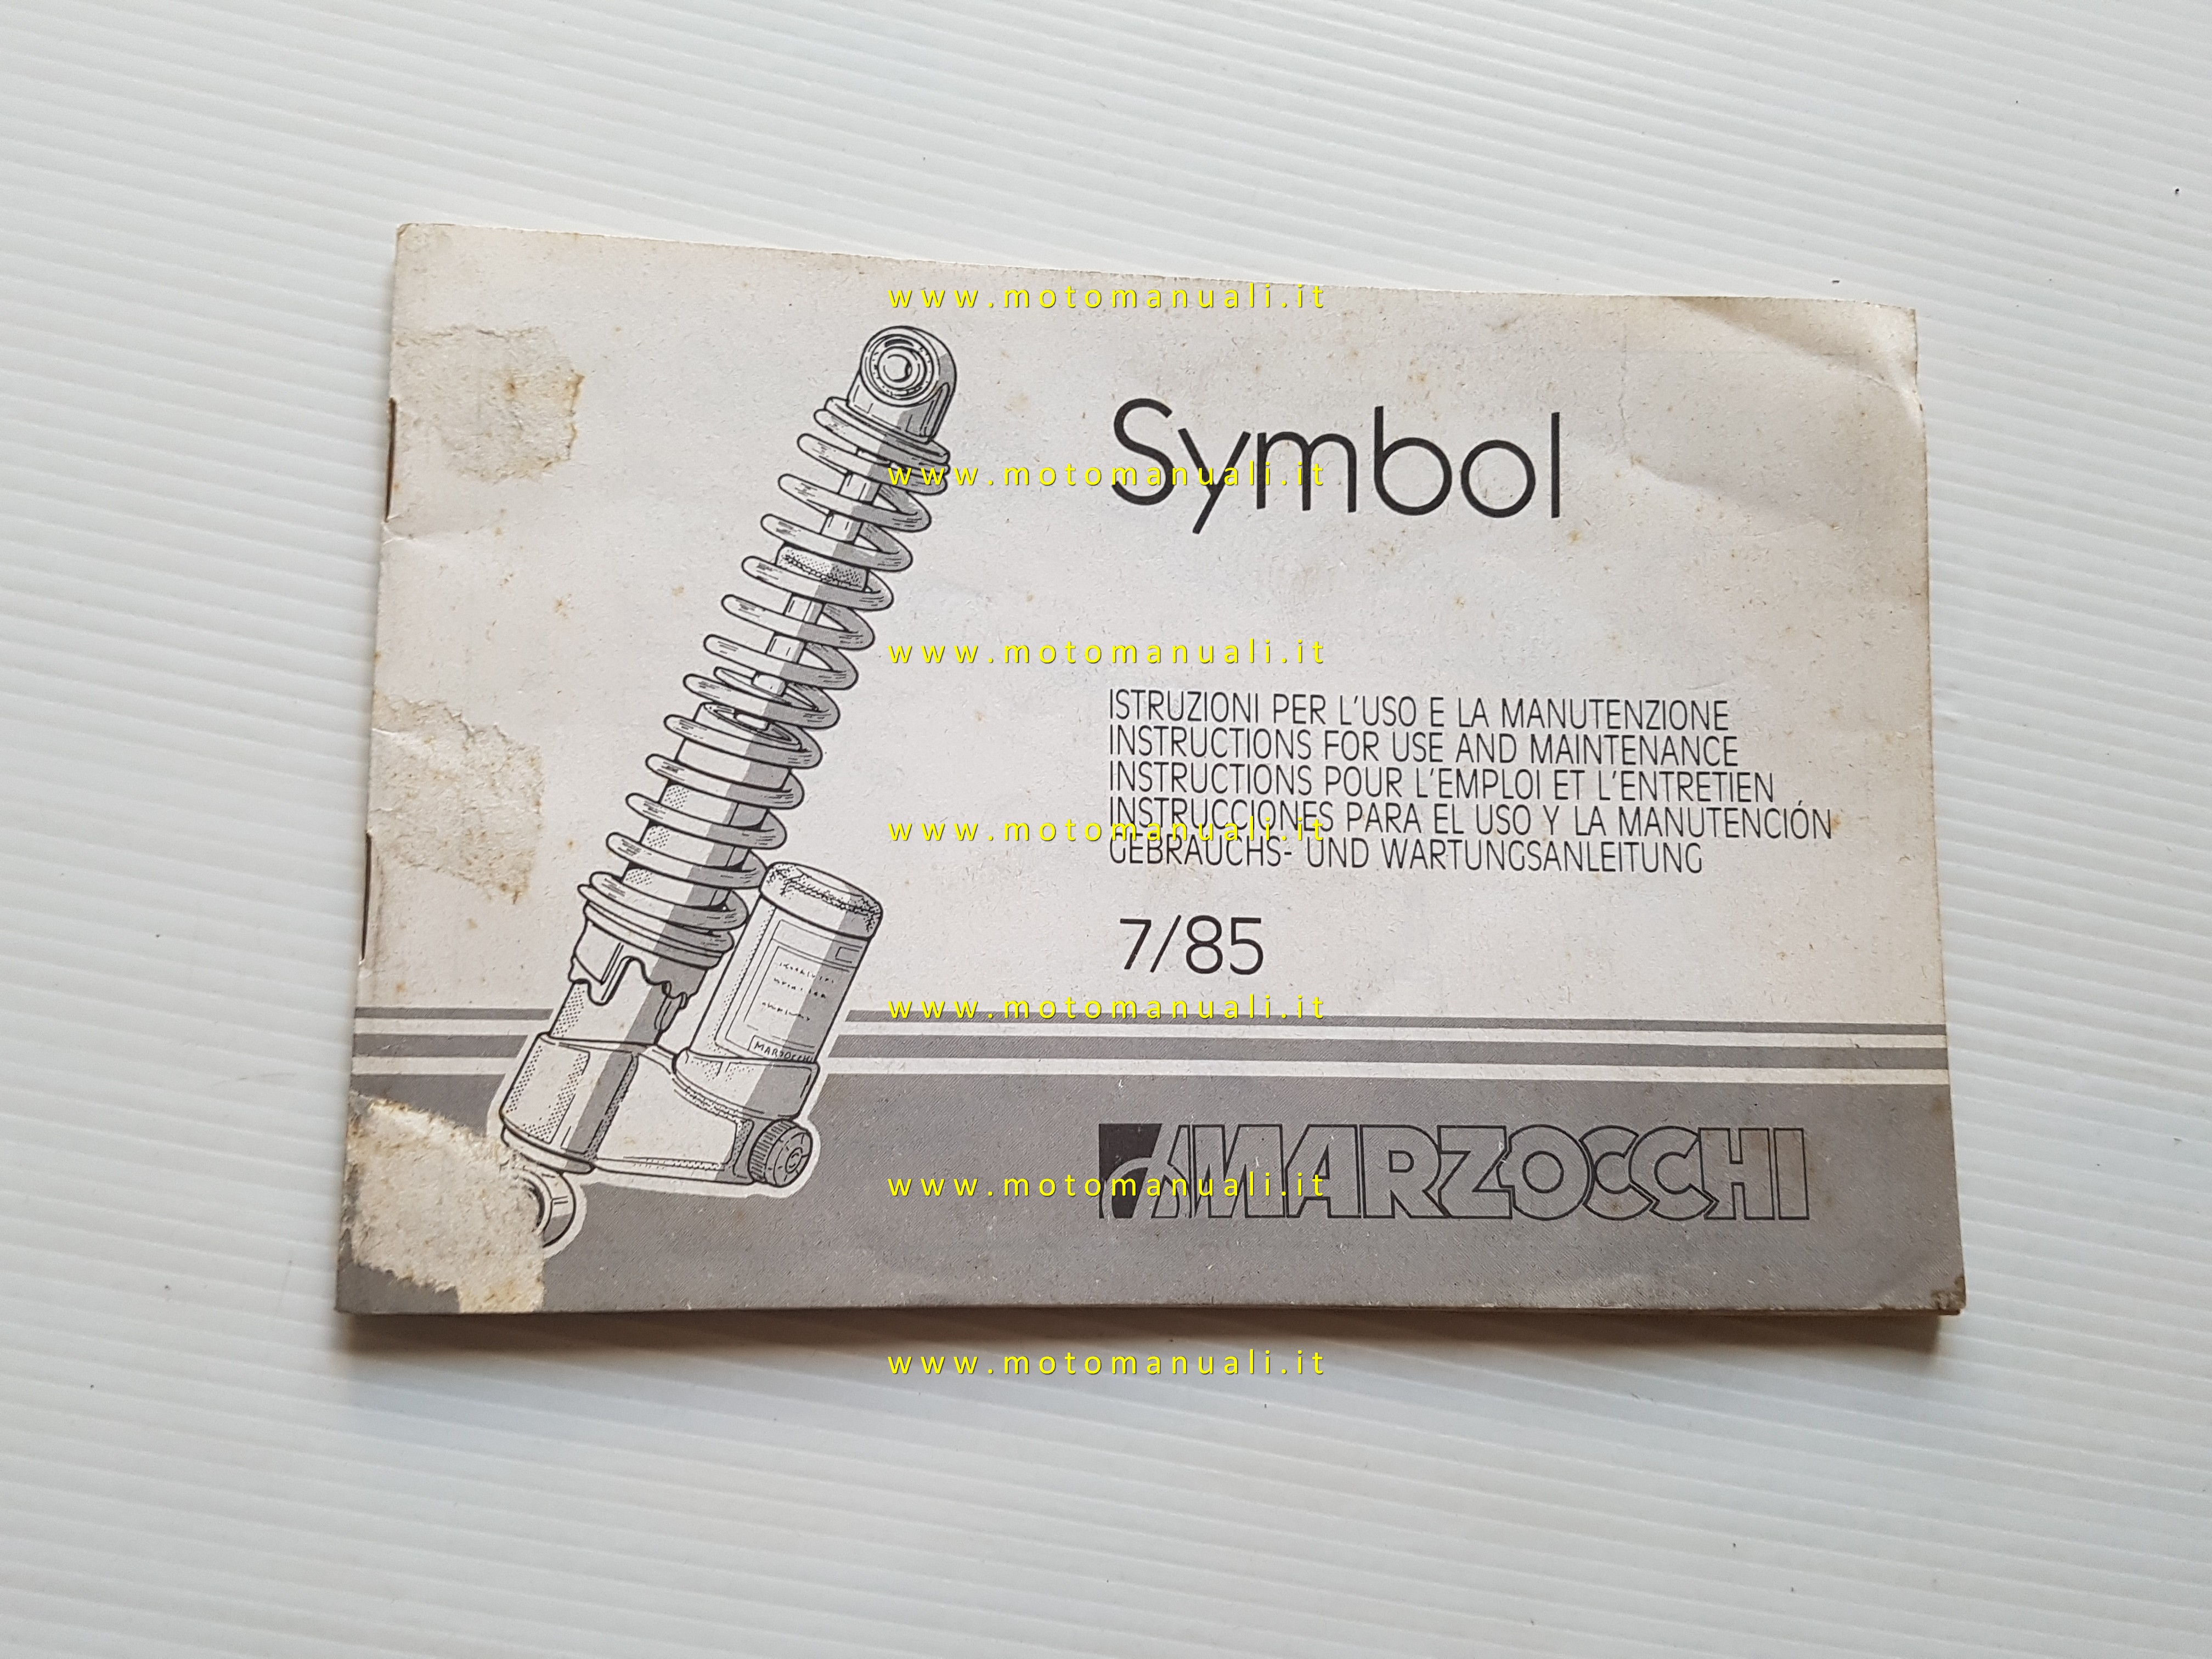 www.motomanuali.it
Symbol
www.motomanuali.it
www.motomanuali.it
ISTRUZIONI PER L'USO E LA MANUTENZIONE
INSTRUCTIONS FOR USE AND MAINTENANCE
INSTRUCTIONS POUR L'EMPLOI ET L'ENTRETIEN
INSTRUCCIONES PARA EL USO Y LA MANUTENCIÓN
www.motomanuali.it
GEBRAUCHS- UND WARTUNGSANLEITUNG
7/85
www.motomanuali.it
MARZOCCHI
MARZOCCHI
www.motomanuali.it
www.motomanuali.it